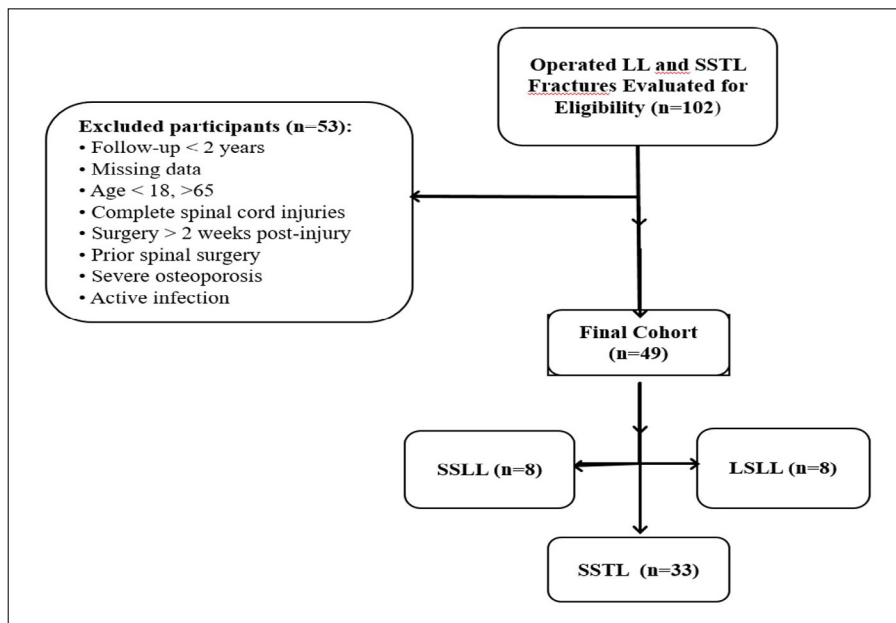 Operated LL and SSTL
Fractures Evaluated for
Eligibility (n=102)
Excluded participants (n=53):
• Follow-up < 2 years
• Missing data
• Age < 18, >65
• Complete spinal cord injuries
• Surgery > 2 weeks post-injury
• Prior spinal surgery
• Severe osteoporosis
• Active infection
Final Cohort
(n=49)
SSLL (n=8)
LSLL (n=8)
SSTL (n=33)